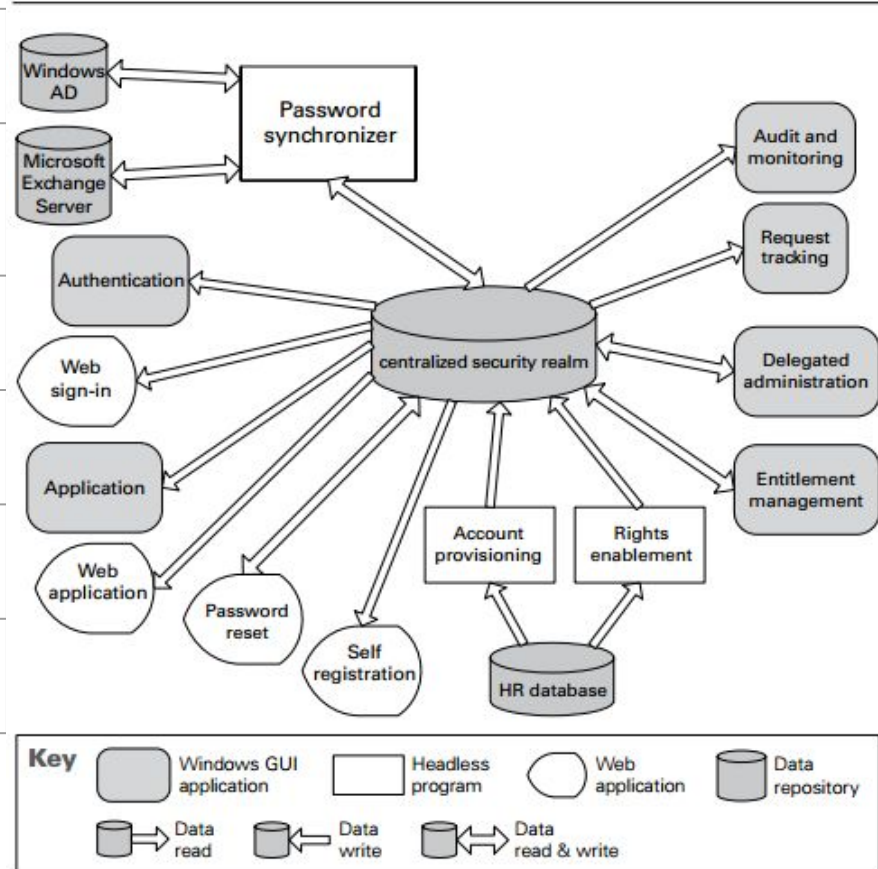 Windows
AD
Password
synchronizer
Microsoft
Exchange
Server
Audit and
monitoring
Request
tracking
Authentication
centralized security realm
Web
sign-in
Delegated
administration
Application
Entitlement
management
Account
provisioning
Rights
enablement
Web
application
Password
reset
Self
registration
HR database
Key
Windows GUI
application
Headless
program
Web
application
Data
repository
Data
read
Data
write
Data
read & write